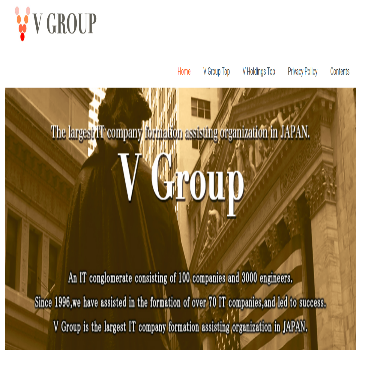 V GROUP
Home V Group Top V Holdings Top Privacy Policy Contents
The largest IT company formation assisting organization in JAPAN.
V Group
An IT conglomerate consisting of 100 companies and 3000 engineers.
Since 1996,we have assisted in the formation of over 70 IT companies,and led to success.
V Group is the largest IT company formation assisting organization in JAPAN.